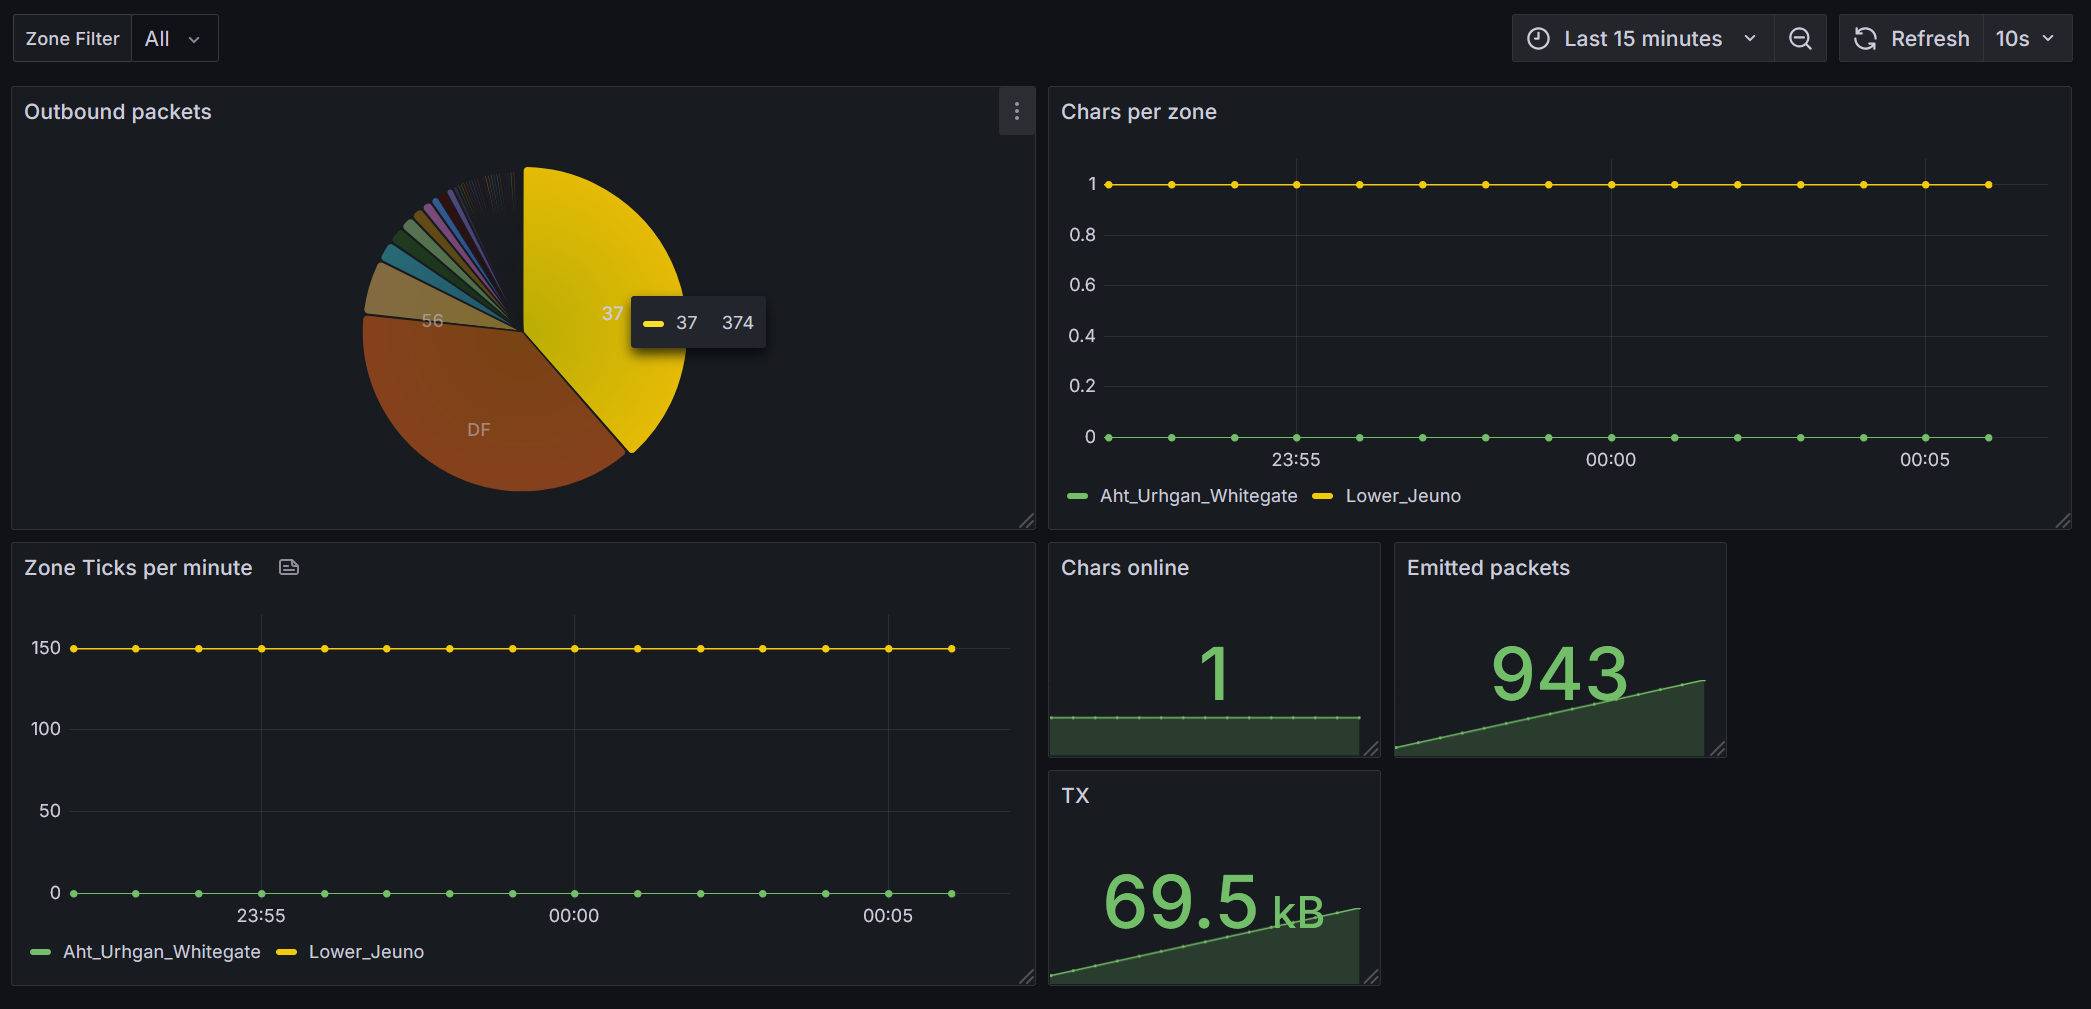 Zone Filter All
Last 15 minutes
Refresh 10s
Outbound packets
37
37 374
56
DF
Chars per zone
1
0.8
0.6
0.4
0.2
0
23:55 00:00 00:05
Aht_Urhgan_Whitegate Lower_Jeuno
Zone Ticks per minute
150
100
50
0
23:55 00:00 00:05
Aht_Urhgan_Whitegate Lower_Jeuno
Chars online
1
Emitted packets
943
TX
69.5 kB